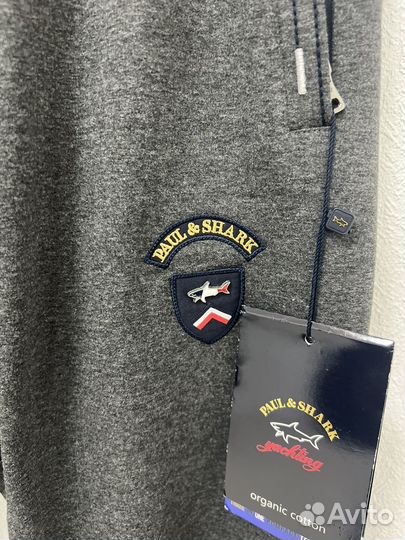 PAUL & SHARK
PAUL & SHARK
yachting
organic cotton
Avito